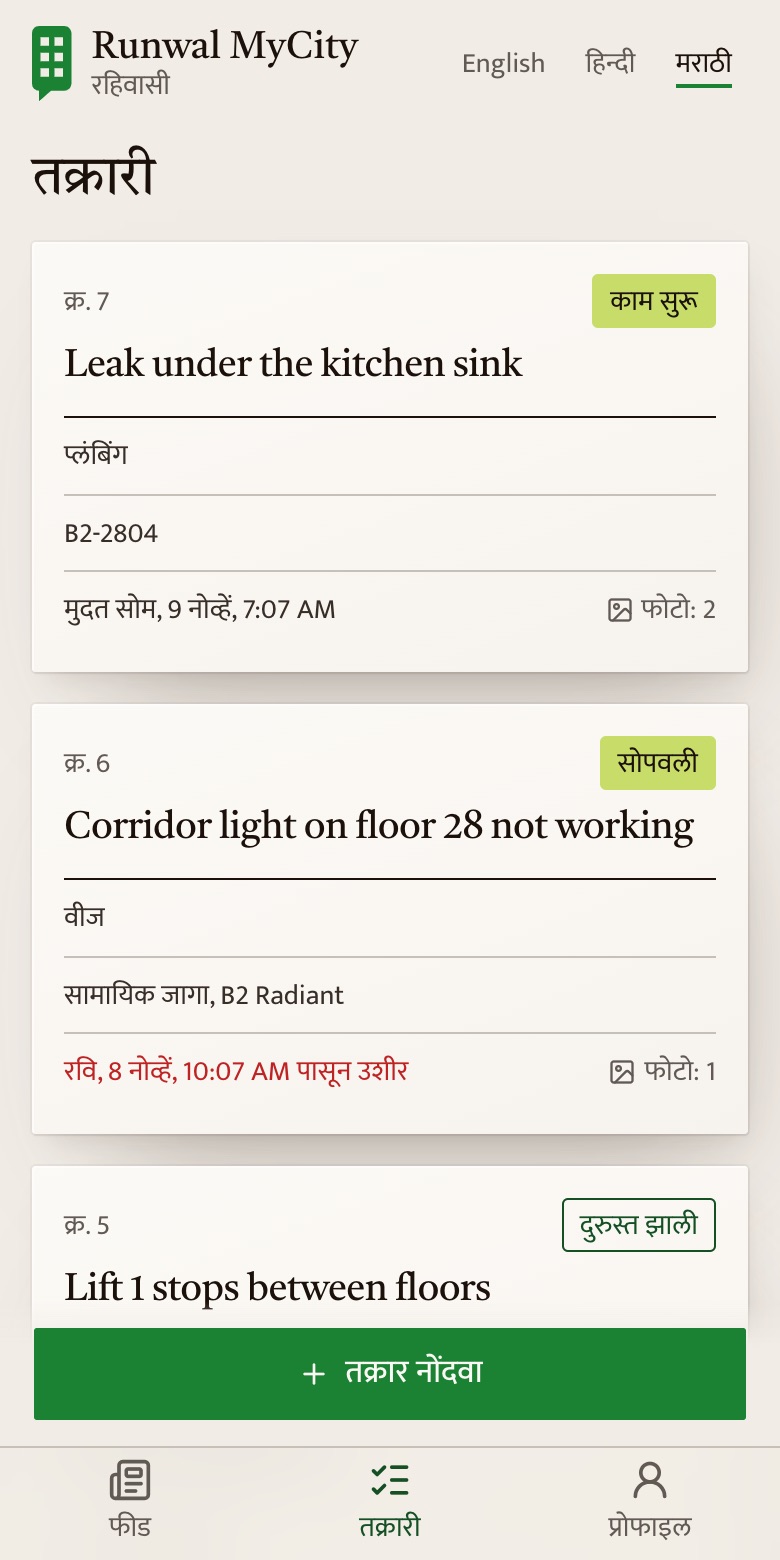 Runwal MyCity
रहिवासी
English हिन्दी मराठी
तक्रारी
क्र. 7
काम सुरू
Leak under the kitchen sink
प्लंबिंग
B2-2804
मुदत सोम, 9 नोव्हें, 7:07 AM
फोटो: 2
क्र. 6
सोपवली
Corridor light on floor 28 not working
वीज
सामायिक जागा, B2 Radiant
रवि, 8 नोव्हें, 10:07 AM पासून उशीर
फोटो: 1
क्र. 5
दुरुस्त झाली
Lift 1 stops between floors
+ तक्रार नोंदवा
फीड तक्रारी प्रोफाइल